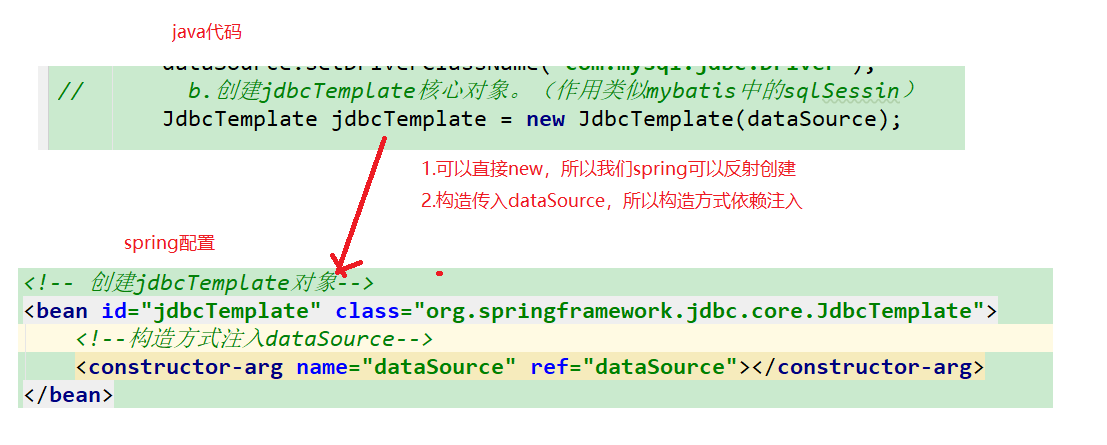 java代码
dataSource.setDriverClassName("com.mysql.jdbc.Driver");
// b.创建jdbcTemplate核心对象。（作用类似mybatis中的sqlSessin）
JdbcTemplate jdbcTemplate = new JdbcTemplate(dataSource);
1.可以直接new，所以我们spring可以反射创建
2.构造传入dataSource，所以构造方式依赖注入
spring配置
<!-- 创建jdbcTemplate对象-->
<bean id="jdbcTemplate" class="org.springframework.jdbc.core.JdbcTemplate">
<!--构造方式注入dataSource-->
<constructor-arg name="dataSource" ref="dataSource"></constructor-arg>
</bean>